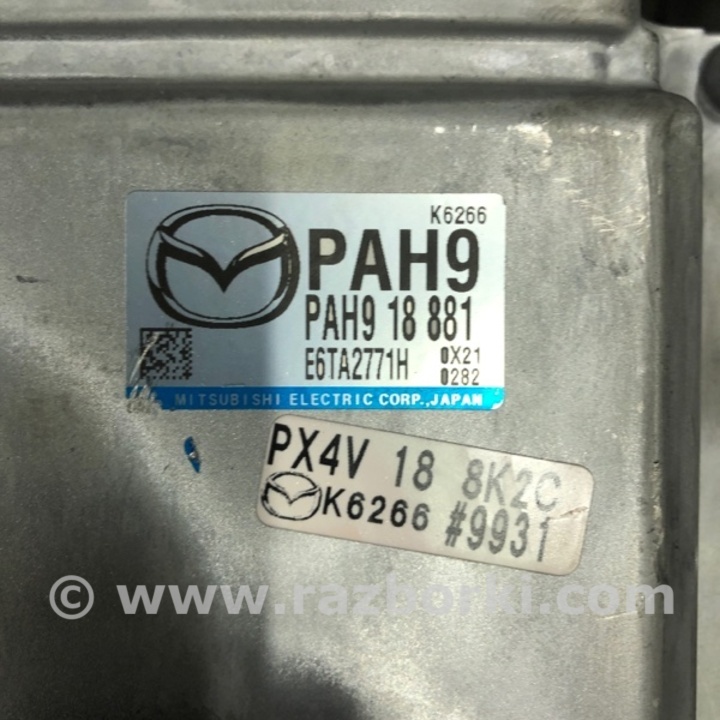 K6266
PAH9
PAH9 18 881
E6TA2771H 0X21
0282
MITSUBISHI ELECTRIC CORP.,JAPAN
PX4V 18 8K2C
K6266 #9931
© www.razborki.com